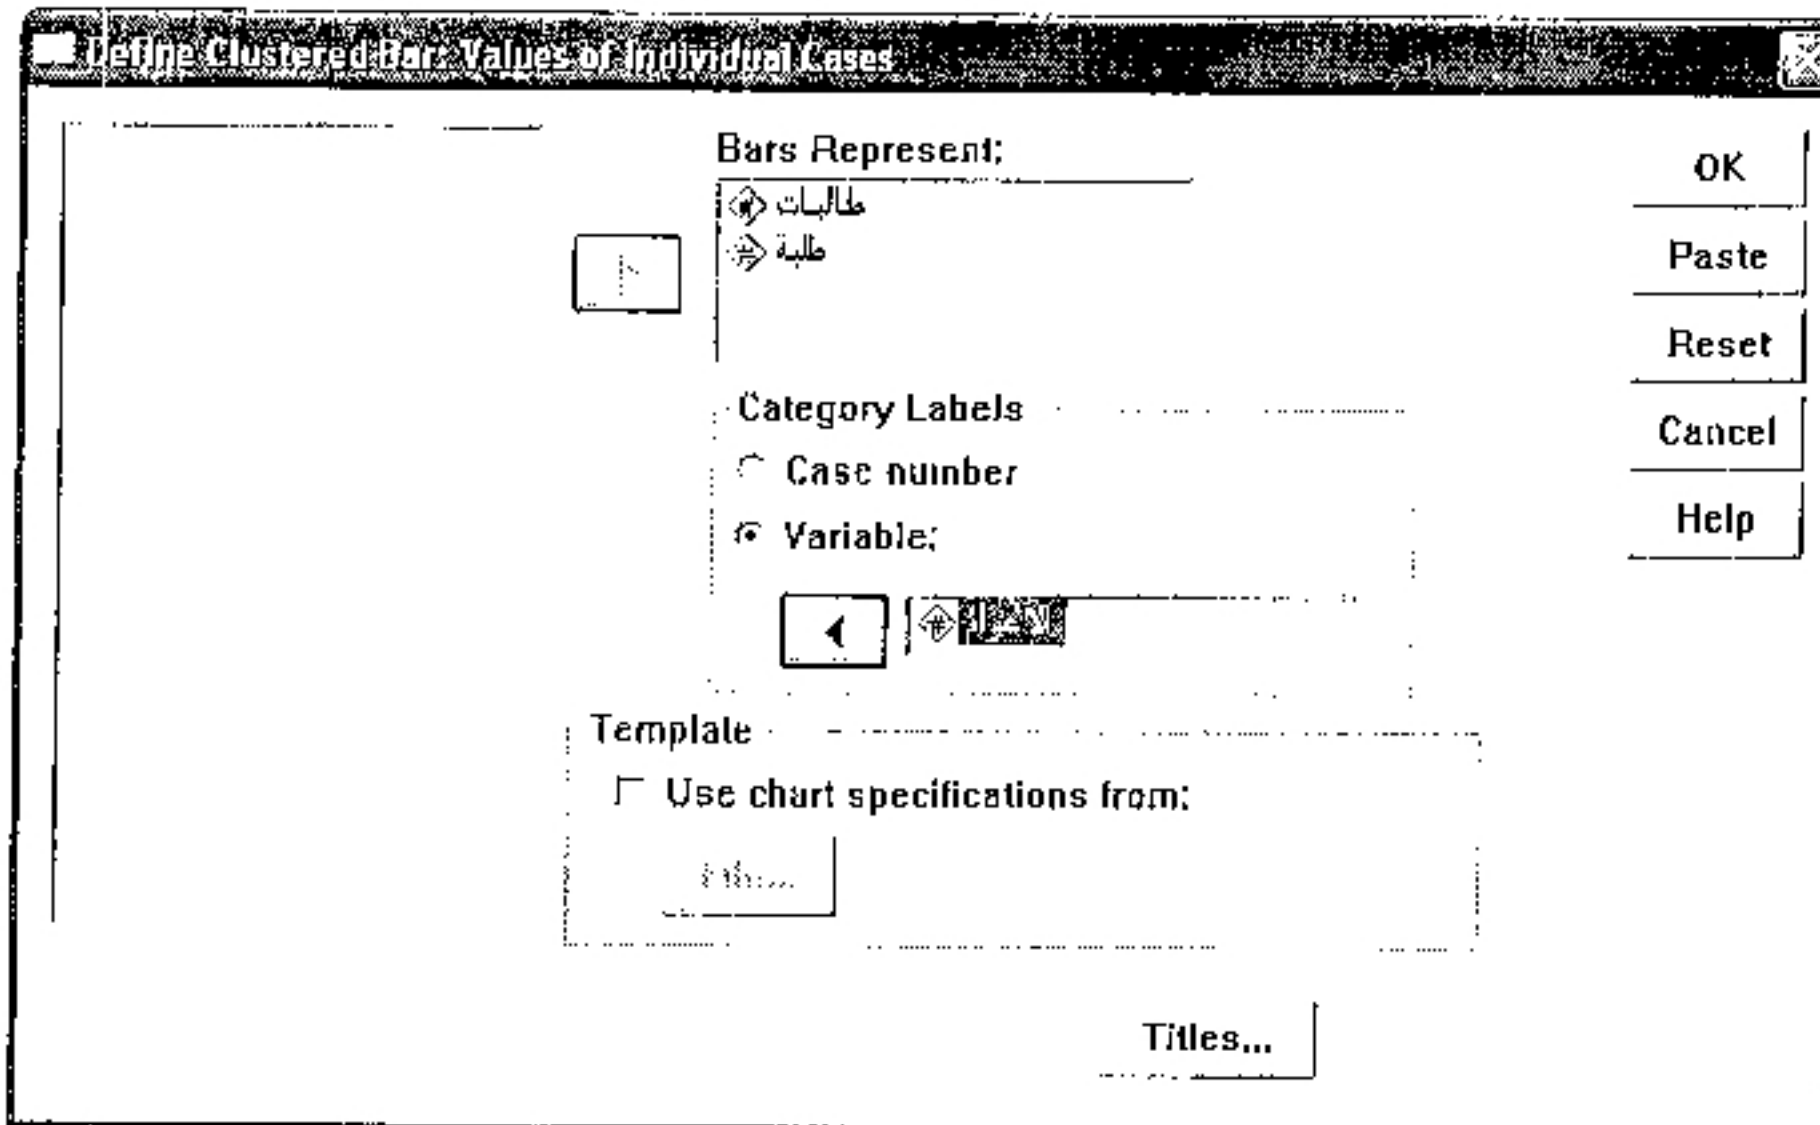 Define Clustered Bar: Values of Individual Cases
Bars Represent:
طالبات
طلبة
OK
Paste
Reset
Cancel
Help
Category Labels
Case number
Variable:
Template
Use chart specifications from:
Titles...